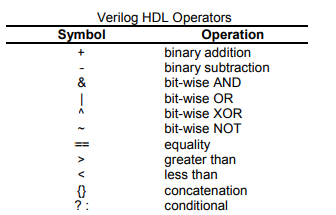 Verilog HDL Operators
Symbol Operation
+ binary addition
- binary subtraction
& bit-wise AND
| bit-wise OR
^ bit-wise XOR
~ bit-wise NOT
== equality
> greater than
< less than
{} concatenation
? : conditional